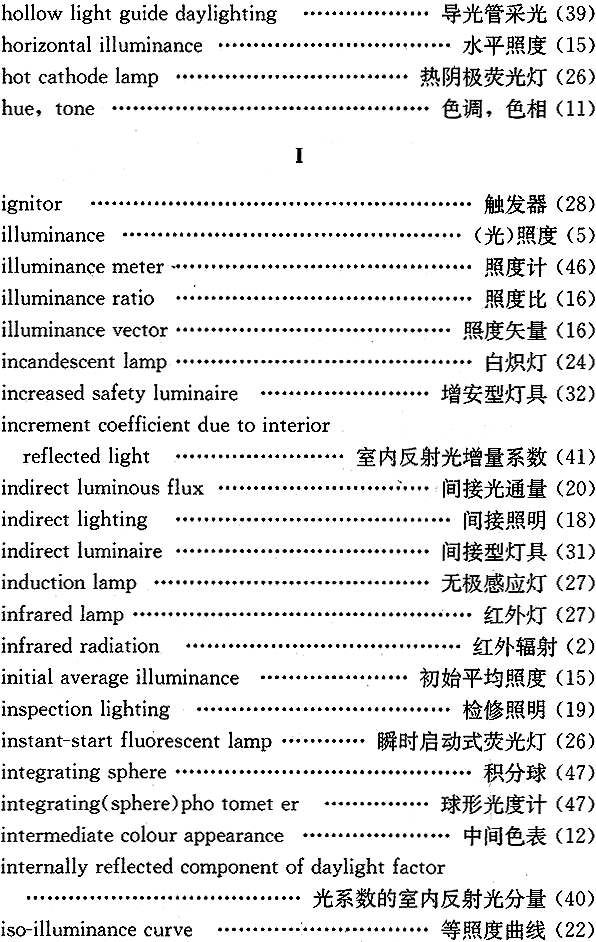 hollow light guide daylighting ………………… 导光管采光 (39)
horizontal illuminance ………………………… 水平照度 (15)
hot cathode lamp ……………………………… 热阴极荧光灯 (26)
hue, tone ………………………………………… 色调，色相 (11)
I
ignitor ………………………………………………… 触发器 (28)
illuminance …………………………………………… (光)照度 (5)
illuminance meter ……………………………………… 照度计 (46)
illuminance ratio ……………………………………… 照度比 (16)
illuminance vector …………………………………… 照度矢量 (16)
incandescent lamp ……………………………………… 白炽灯 (24)
increased safety luminaire ……………………… 增安型灯具 (32)
increment coefficient due to interior
reflected light …………………… 室内反射光增量系数 (41)
indirect luminous flux …………………………… 间接光通量 (20)
indirect lighting …………………………………… 间接照明 (18)
indirect luminaire ………………………………… 间接型灯具 (31)
induction lamp …………………………………… 无极感应灯 (27)
infrared lamp …………………………………………… 红外灯 (27)
infrared radiation …………………………………… 红外辐射 (2)
initial average illuminance ………………… 初始平均照度 (15)
inspection lighting ………………………………… 检修照明 (19)
instant-start fluorescent lamp ………… 瞬时启动式荧光灯 (26)
integrating sphere ……………………………………… 积分球 (47)
integrating(sphere)pho tomet er …………… 球形光度计 (47)
intermediate colour appearance ………………… 中间色表 (12)
internally reflected component of daylight factor
………………………………… 光系数的室内反射光分量 (40)
iso-illuminance curve …………………………… 等照度曲线 (22)